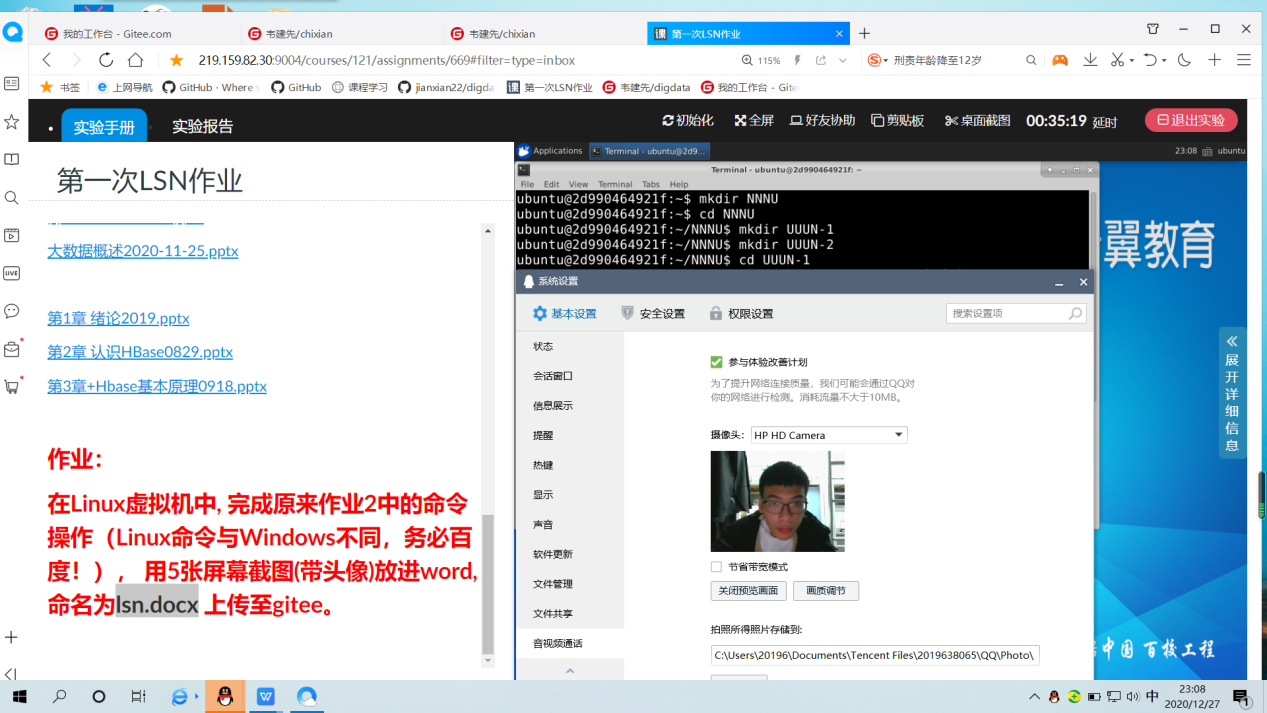 我的工作台 - Gitee.com
韦建先/chixian
韦建先/chixian
第一次LSN作业
219.159.82.30:9004/courses/121/assignments/669#filter=type=inbox
115%
刑责年龄降至12岁
书签
上网导航
GitHub · Where
GitHub
课程学习
jianxian22/digda
第一次LSN作业
韦建先/digdata
我的工作台 - Gite
实验手册
实验报告
初始化
全屏
好友协助
剪贴板
桌面截图
00:35:19 延时
退出实验
第一次LSN作业
大数据概述2020-11-25.pptx
第1章 绪论2019.pptx
第2章 认识HBase0829.pptx
第3章+Hbase基本原理0918.pptx
作业：
在Linux虚拟机中, 完成原来作业2中的命令
操作（Linux命令与Windows不同，务必百
度！），用5张屏幕截图(带头像)放进word,
命名为lsn.docx 上传至gitee。
Applications
Terminal - ubuntu@2d9...
23:08
ubuntu
Terminal - ubuntu@2d990464921f: ~
File Edit View Terminal Tabs Help
ubuntu@2d990464921f:~$ mkdir NNNU
ubuntu@2d990464921f:~$ cd NNNU
ubuntu@2d990464921f:~/NNNU$ mkdir UUUN-1
ubuntu@2d990464921f:~/NNNU$ mkdir UUUN-2
ubuntu@2d990464921f:~/NNNU$ cd UUUN-1
翼教育
系统设置
基本设置
安全设置
权限设置
搜索设置项
状态
会话窗口
信息展示
提醒
热键
显示
声音
软件更新
文件管理
文件共享
音视频通话
参与体验改善计划
为了提升网络连接质量，我们可能会通过QQ对
你的网络进行检测。消耗流量不大于10MB。
摄像头:
HP HD Camera
节省带宽模式
关闭预览画面
画质调节
拍照所得照片存储到:
C:\Users\20196\Documents\Tencent Files\2019638065\QQ\Photo\
展开详细信息
中国 百校工程
LIVE
中
23:08
2020/12/27
1